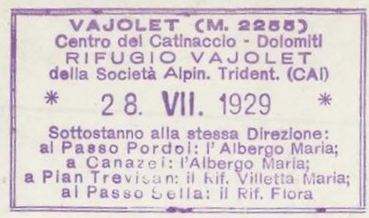 VAJOLET (M. 2255)
Centro del Catinaccio - Dolomiti
RIFUGIO VAJOLET
della Società Alpin. Trident. (CAI)
* 28. VII. 1929 *
Sottostanno alla stessa Direzione:
al Passo Pordoi: l'Albergo Maria;
a Canazei: l'Albergo Maria;
a Pian Trevisan: il Rif. Villetta Maria;
al Passo Sella: il Rif. Flora